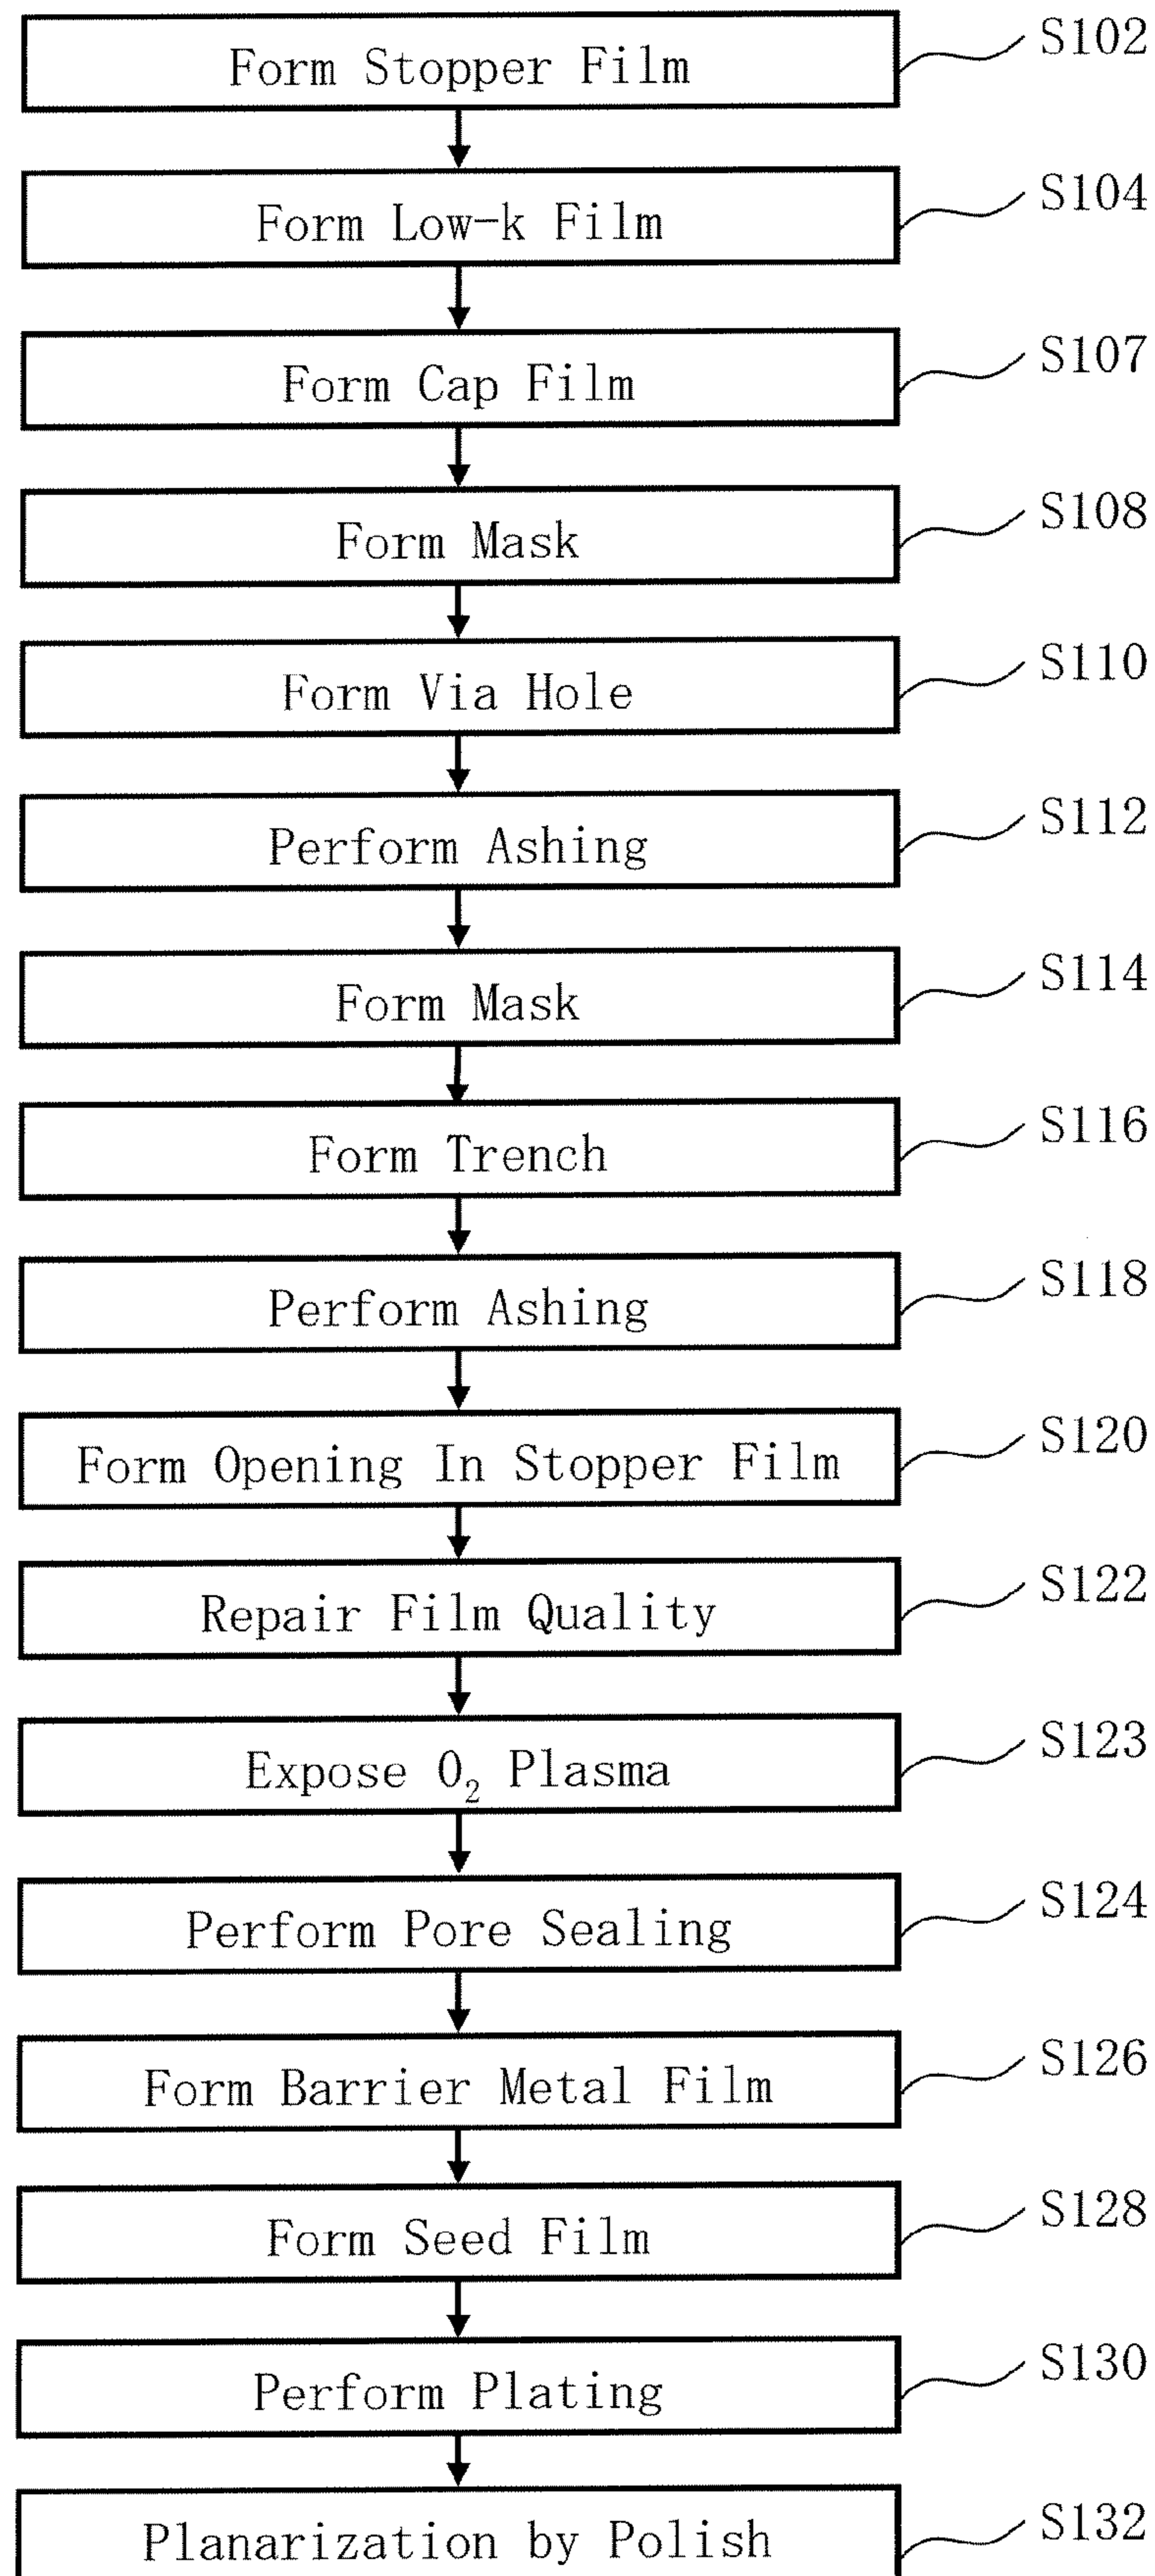 Form Stopper Film S102
Form Low-k Film S104
Form Cap Film S107
Form Mask S108
Form Via Hole S110
Perform Ashing S112
Form Mask S114
Form Trench S116
Perform Ashing S118
Form Opening In Stopper Film S120
Repair Film Quality S122
Expose O₂ Plasma S123
Perform Pore Sealing S124
Form Barrier Metal Film S126
Form Seed Film S128
Perform Plating S130
Planarization by Polish S132